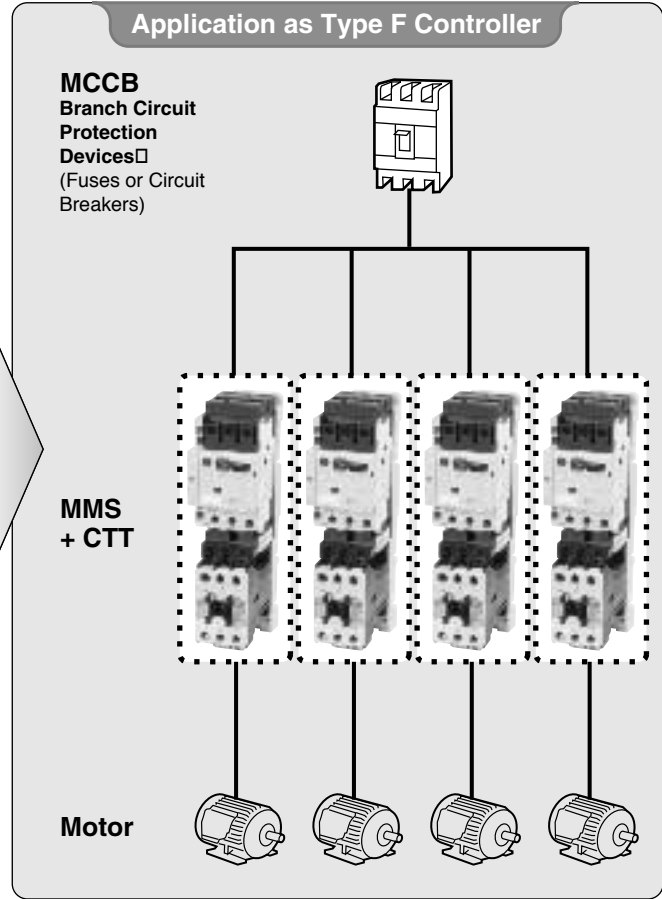 Application as Type F Controller
MCCB
Branch Circuit
Protection
Devices□
(Fuses or Circuit
Breakers)
MMS
+ CTT
Motor